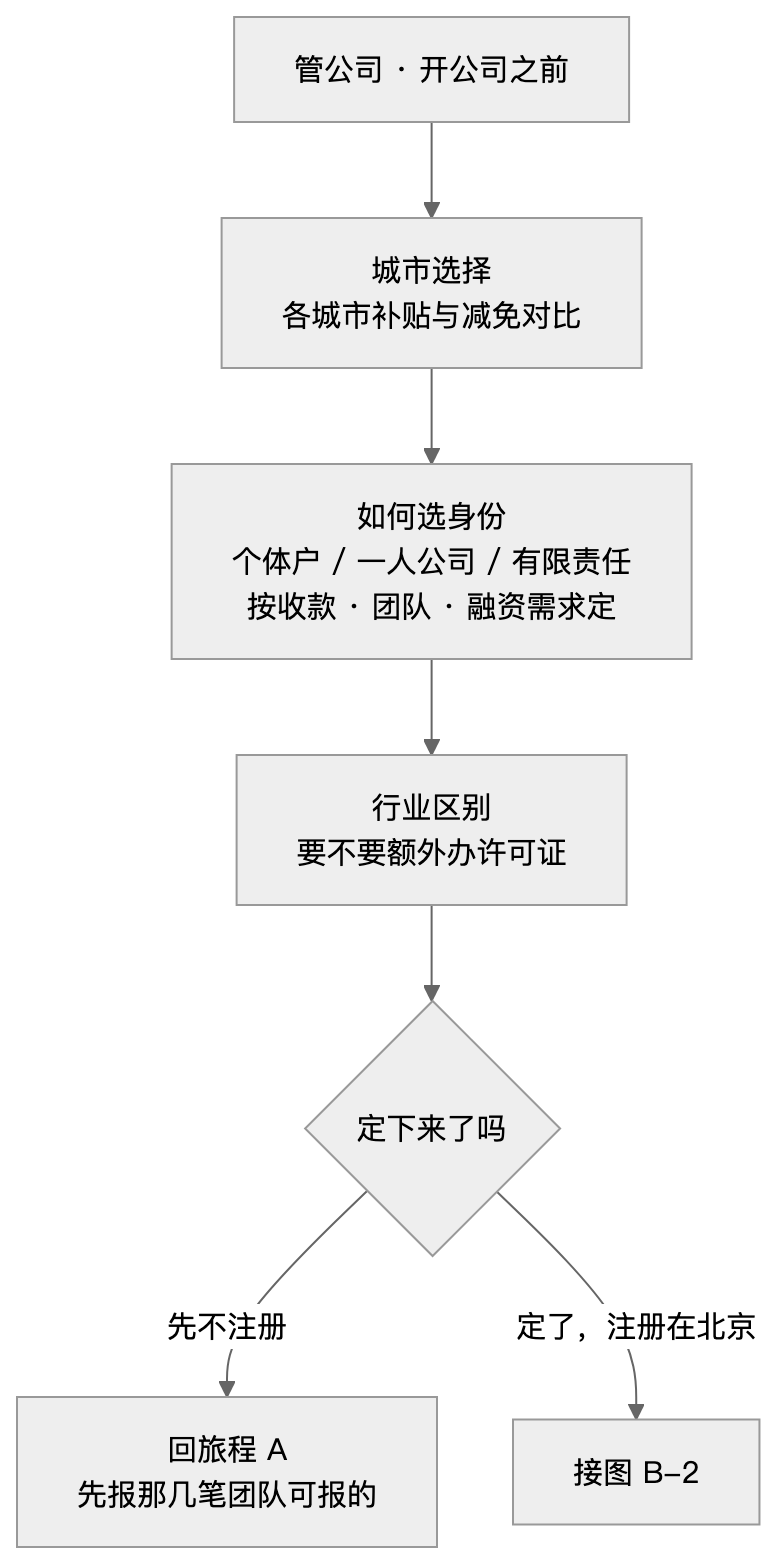 管公司 · 开公司之前
城市选择
各城市补贴与减免对比
如何选身份
个体户 / 一人公司 / 有限责任
按收款 · 团队 · 融资需求定
行业区别
要不要额外办许可证
定下来了吗
先不注册
定了，注册在北京
回旅程 A
先报那几笔团队可报的
接图 B-2